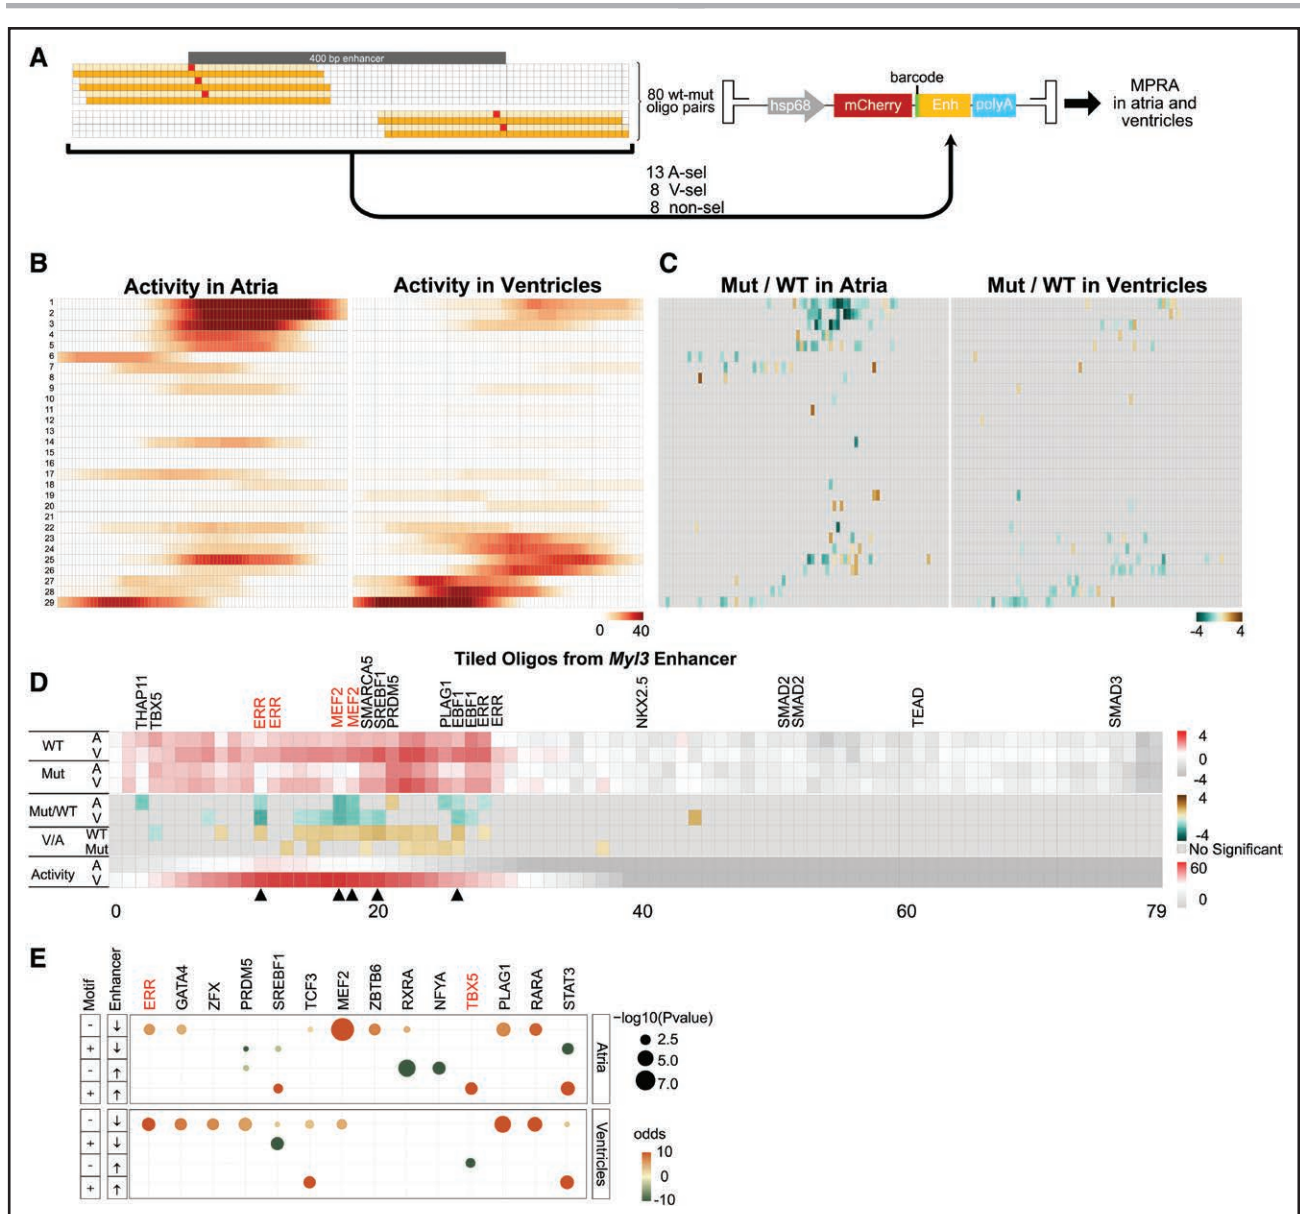 A
400 bp enhancer
80 wt-mut
oligo pairs
barcode
hsp68
mCherry
Enh
polyA
MPRA
in atria and
ventricles
13 A-sel
8 V-sel
8 non-sel
B
Activity in Atria
Activity in Ventricles
1
2
3
4
5
6
7
8
9
10
11
12
13
14
15
16
17
18
19
20
21
22
23
24
25
26
27
28
29
0 40
C
Mut / WT in Atria
Mut / WT in Ventricles
-4 4
Tiled Oligos from Myl3 Enhancer
D
THAP11
TBX5
ERR
ERR
MEF2
MEF2
SMARCA5
SREBF1
PRDM5
PLAG1
EBF1
EBF1
ERR
ERR
NKX2.5
SMAD2
SMAD2
TEAD
SMAD3
WT A
V
Mut A
V
Mut/WT A
V
V/A WT
Mut
Activity A
V
4
0
-4
4
-4
No Significant
60
0
0 20 40 60 79
E
Motif
Enhancer
ERR
GATA4
ZFX
PRDM5
SREBF1
TCF3
MEF2
ZBTB6
RXRA
NFYA
TBX5
PLAG1
RARA
STAT3
- ↓
+ ↓
- ↑
+ ↑
Atria
- ↓
+ ↓
- ↑
+ ↑
Ventricles
−log10(Pvalue)
2.5
5.0
7.0
odds
10
0
-10